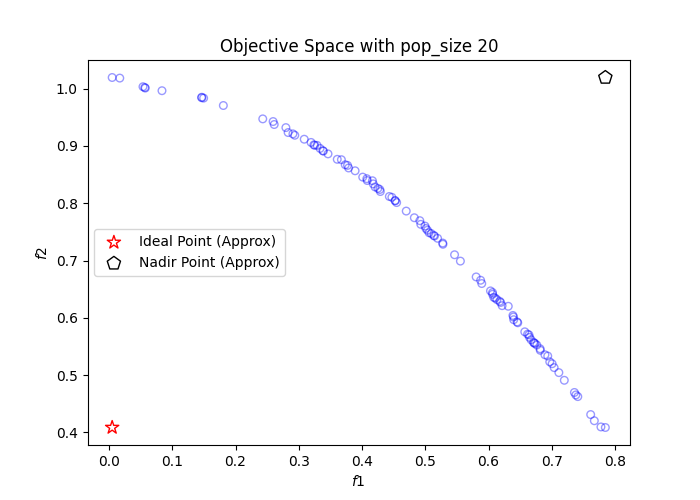 Objective Space with pop_size 20
1.0
0.9
0.8
0.7
0.6
0.5
0.4
f2
Ideal Point (Approx)
Nadir Point (Approx)
0.0 0.1 0.2 0.3 0.4 0.5 0.6 0.7 0.8
f1